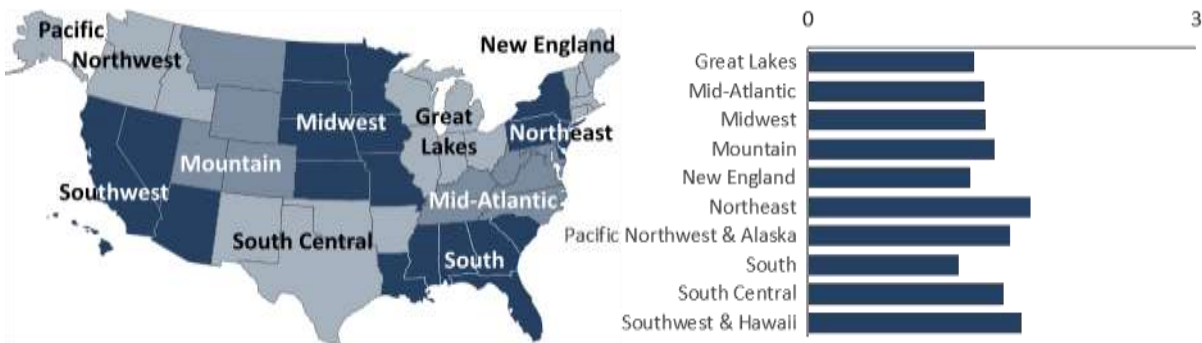 Pacific
Northwest
New England
Midwest
Great
Lakes
Northeast
Mountain
Southwest
Mid-Atlantic
South Central
South
0 3
Great Lakes
Mid-Atlantic
Midwest
Mountain
New England
Northeast
Pacific Northwest & Alaska
South
South Central
Southwest & Hawaii